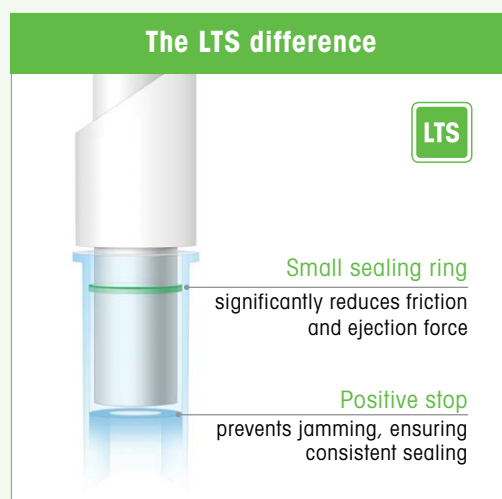 The LTS difference
LTS
Small sealing ring
significantly reduces friction
and ejection force
Positive stop
prevents jamming, ensuring
consistent sealing